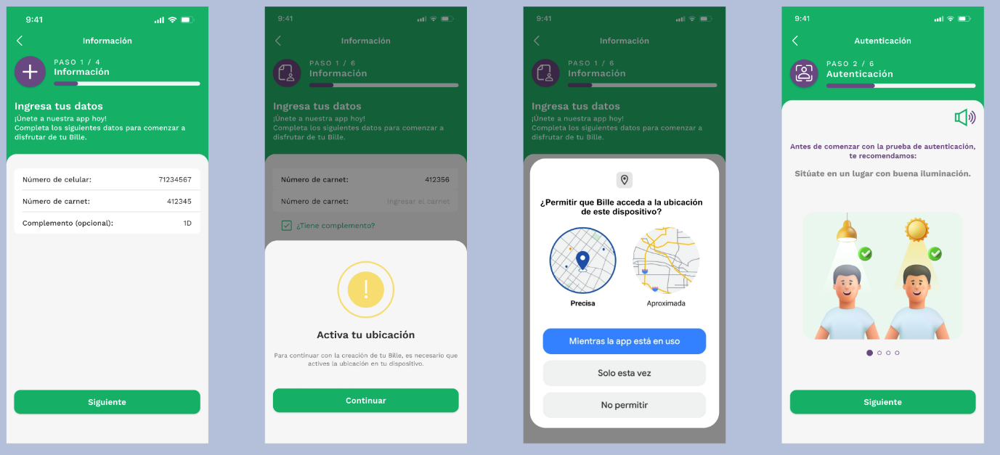 9:41
Información
PASO 1 / 4
Información
Ingresa tus datos
¡Únete a nuestra app hoy!
Completa los siguientes datos para comenzar a
disfrutar de tu Bille.
Número de celular: 71234567
Número de carnet: 412345
Complemento (opcional): 1D
Siguiente
9:41
Información
PASO 1 / 6
Información
Ingresa tus datos
¡Únete a nuestra app hoy!
Completa los siguientes datos para comenzar a
disfrutar de tu Bille.
Número de carnet: 412356
Número de carnet: Ingresar el carnet
¿Tiene complemento?
Activa tu ubicación
Para continuar con la creación de tu Bille, es necesario que
actives la ubicación en tu dispositivo.
Continuar
9:41
Información
PASO 1 / 6
Información
Ingresa tus datos
¡Únete a nuestra app hoy!
Completa los siguientes datos para comenzar a
disfrutar de tu Bille.
¿Permitir que Bille acceda a la ubicación
de este dispositivo?
Precisa
Aproximada
Mientras la app está en uso
Solo esta vez
No permitir
9:41
Autenticación
PASO 2 / 6
Autenticación
Antes de comenzar con la prueba de autenticación,
te recomendamos:
Sitúate en un lugar con buena iluminación.
Siguiente